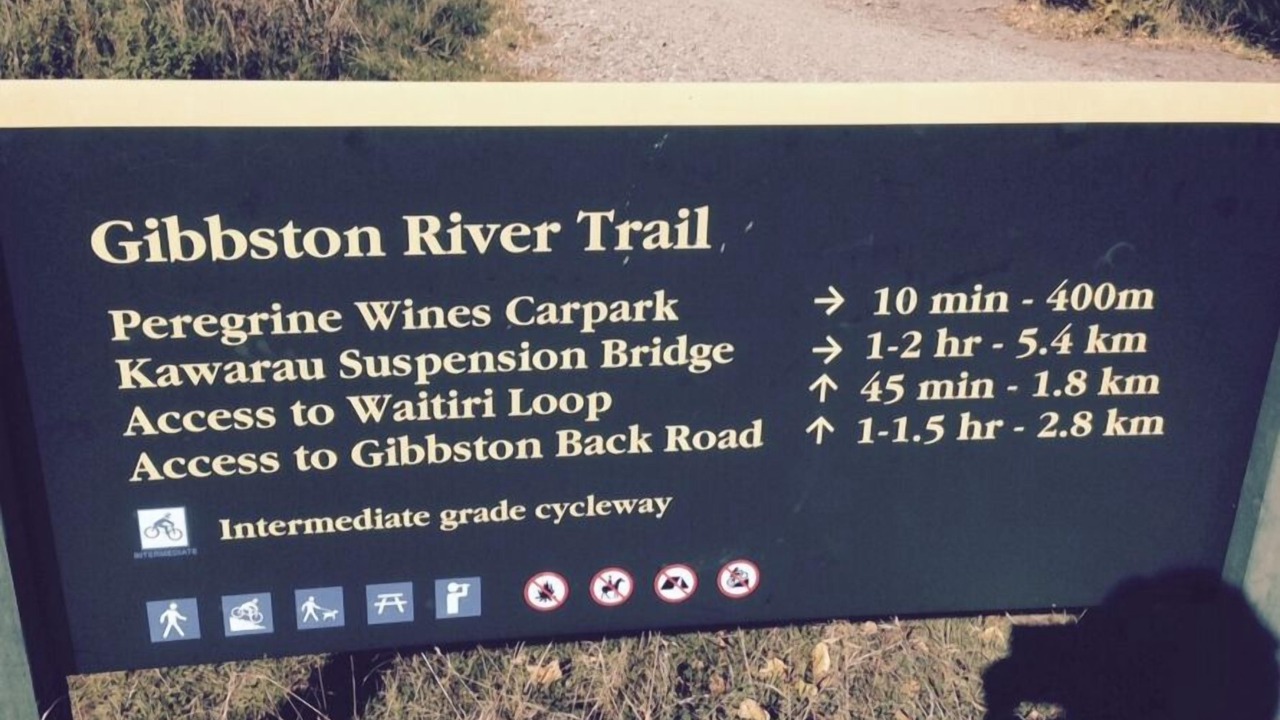 Gibbston River Trail
Peregrine Wines Carpark → 10 min - 400m
Kawarau Suspension Bridge → 1-2 hr - 5.4 km
Access to Waitiri Loop ↑ 45 min - 1.8 km
Access to Gibbston Back Road ↑ 1-1.5 hr - 2.8 km
Intermediate grade cycleway
INTERMEDIATE